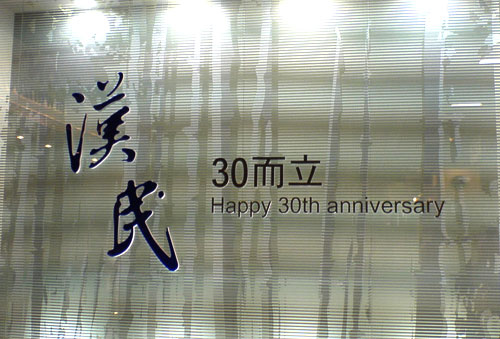 漢民
30而立
Happy 30th anniversary